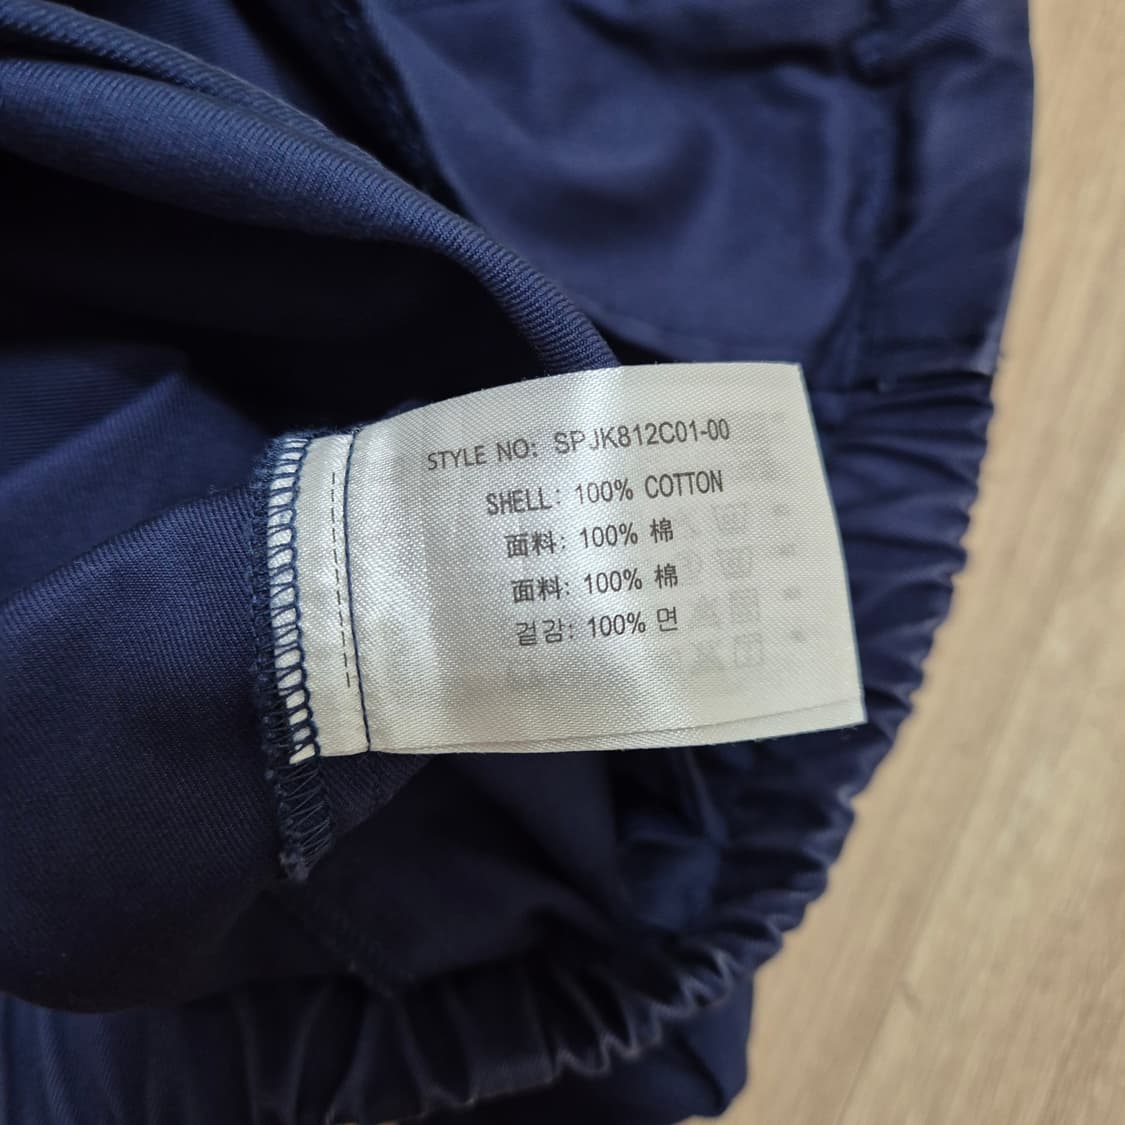 STYLE NO: SPJK812C01-00
SHELL: 100% COTTON
面料: 100% 棉
面料: 100% 棉
겉감: 100% 면